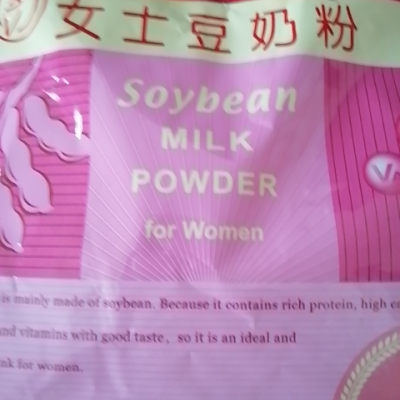 女士豆奶粉
Soybean
MILK
POWDER
for Women
is mainly made of soybean. Because it contains rich protein, high
and vitamins with good taste, so it is an ideal and
for women.